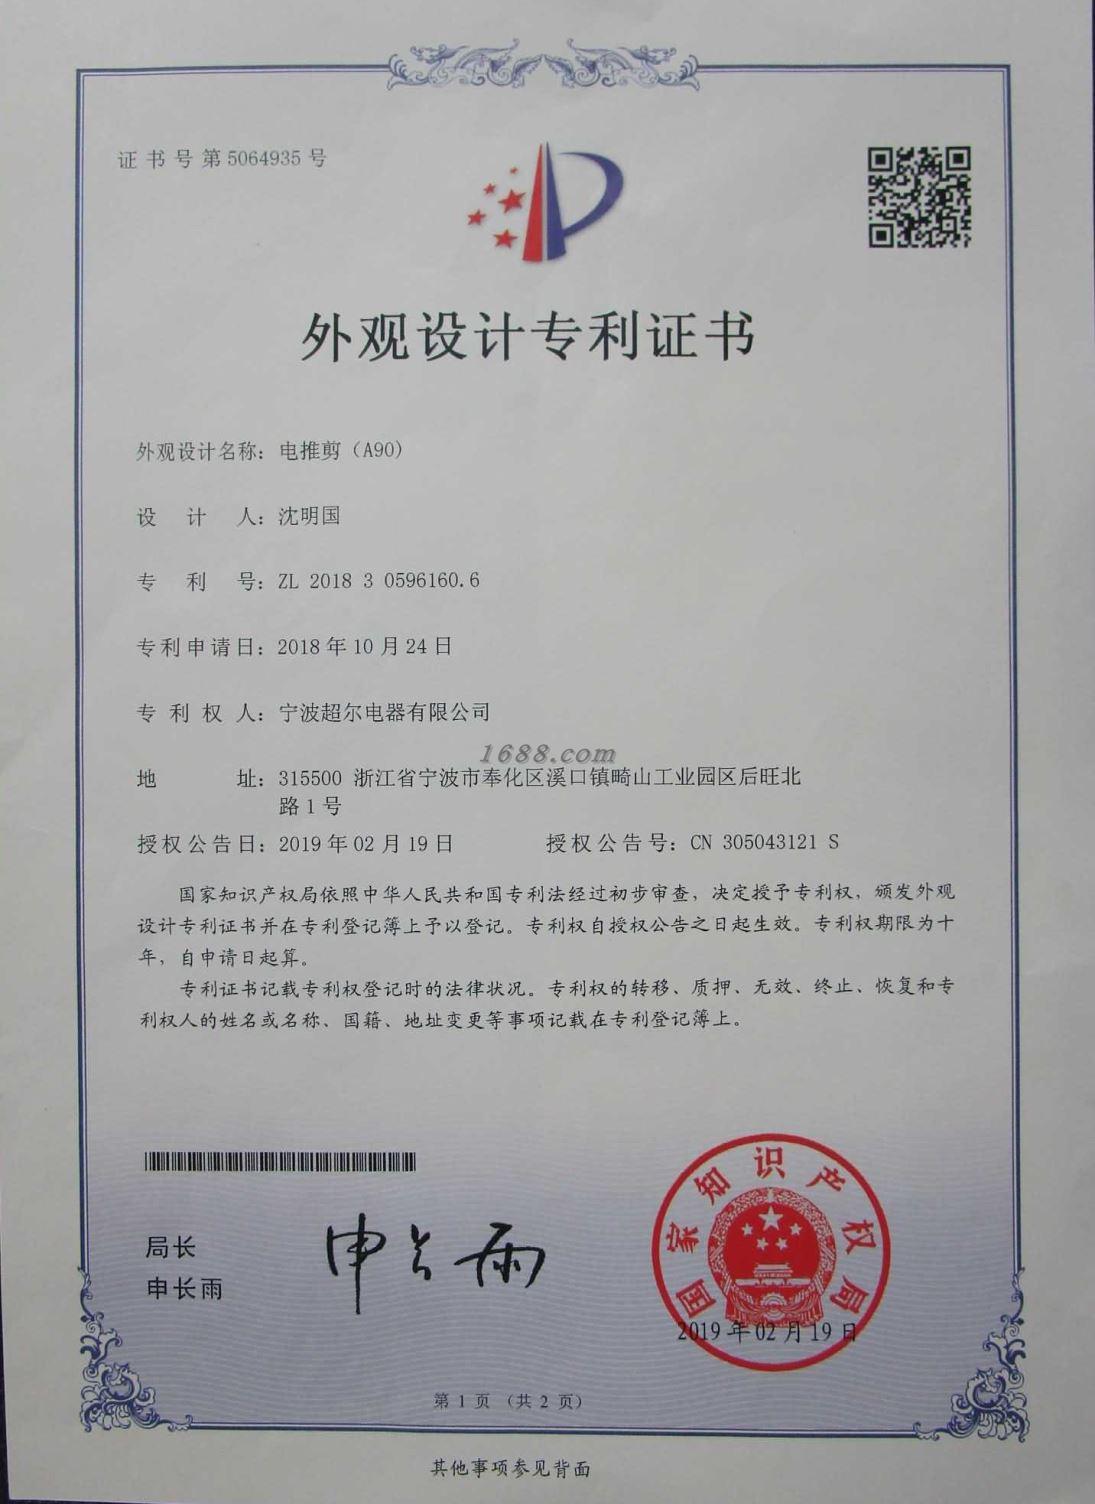 证书号第5064935号
外观设计专利证书
外观设计名称：电推剪（A90）
设计人：沈明国
专利号：ZL 2018 3 0596160.6
专利申请日：2018年10月24日
专利权人：宁波超尔电器有限公司
1688.com
地址：315500 浙江省宁波市奉化区溪口镇畸山工业园区后旺北
路1号
授权公告日：2019年02月19日 授权公告号：CN 305043121 S
国家知识产权局依照中华人民共和国专利法经过初步审查，决定授予专利权，颁发外观
设计专利证书并在专利登记簿上予以登记。专利权自授权公告之日起生效。专利权期限为十
年，自申请日起算。
专利证书记载专利权登记时的法律状况。专利权的转移、质押、无效、终止、恢复和专
利权人的姓名或名称、国籍、地址变更等事项记载在专利登记簿上。
局长
申长雨
申长雨
国家知识产权局
2019年02月19日
第1页（共2页）
其他事项参见背面